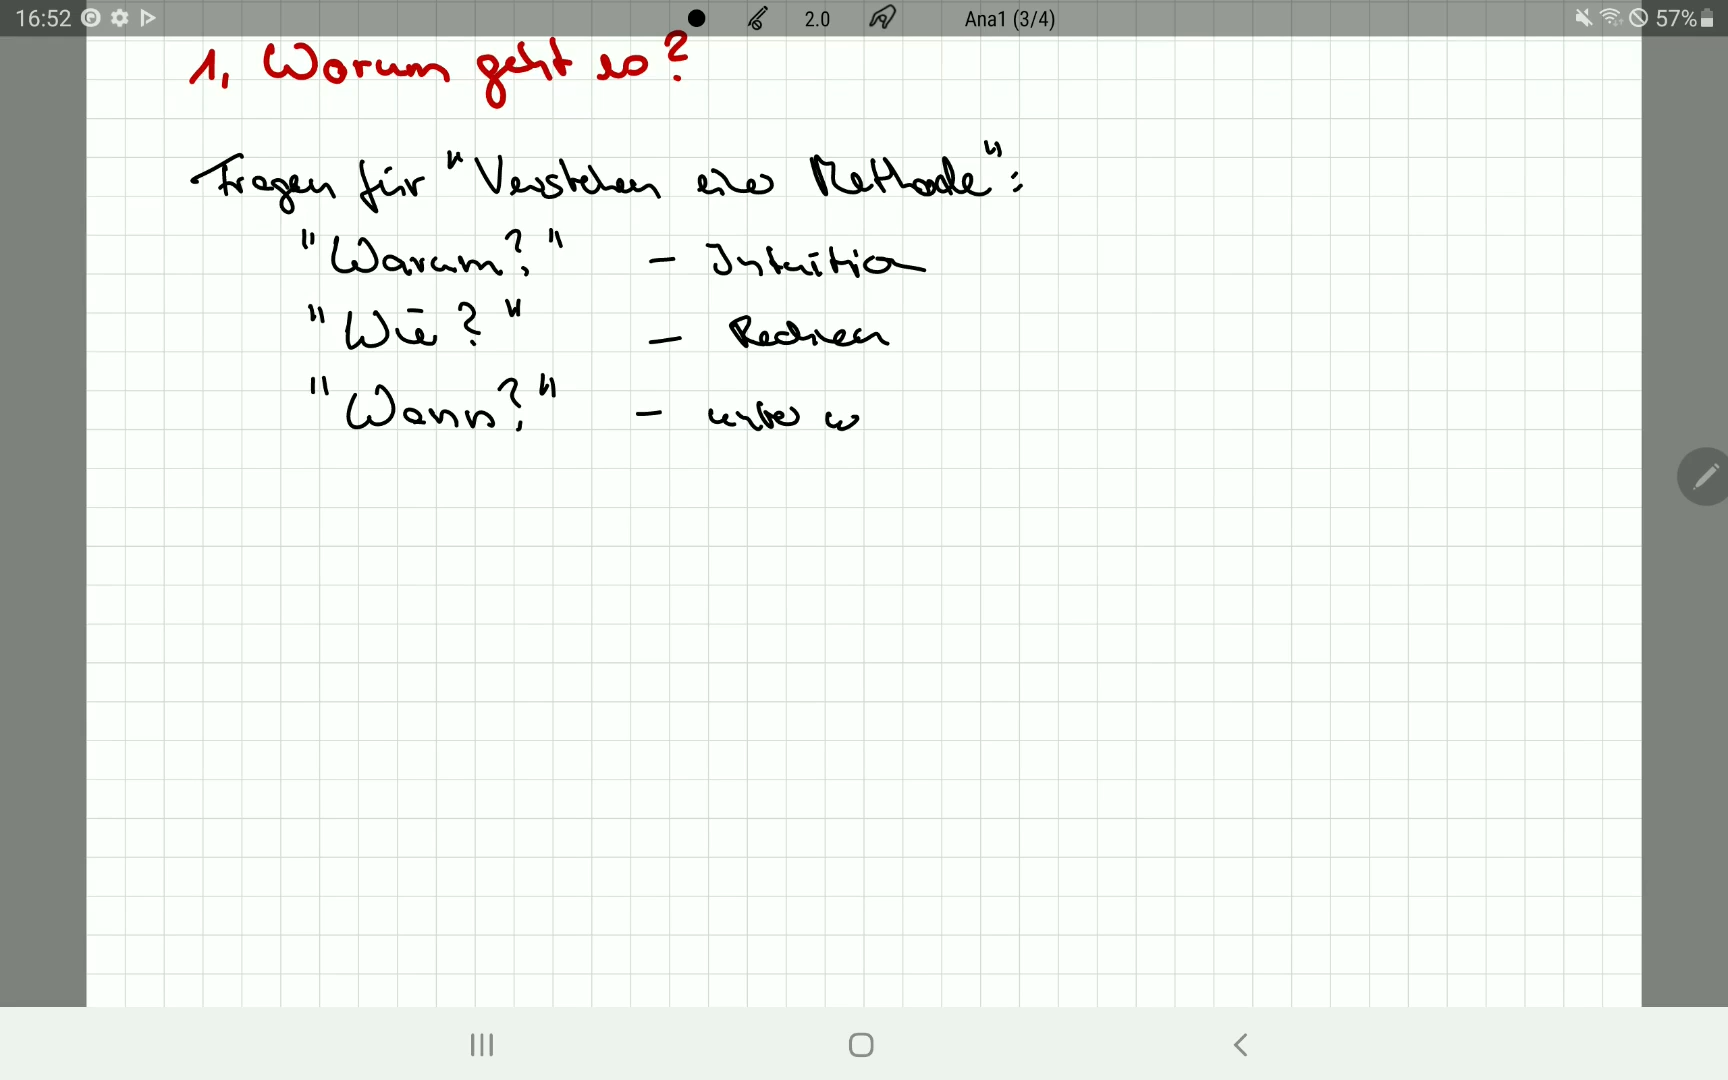 16:52 2.0 Ana1 (3/4) 57%
1, Worum geht es?
Fragen für "Verstehen einer Methode":
"Warum?" - Intuition
"Wie?" - Rechnen
"Wann?" - unter w